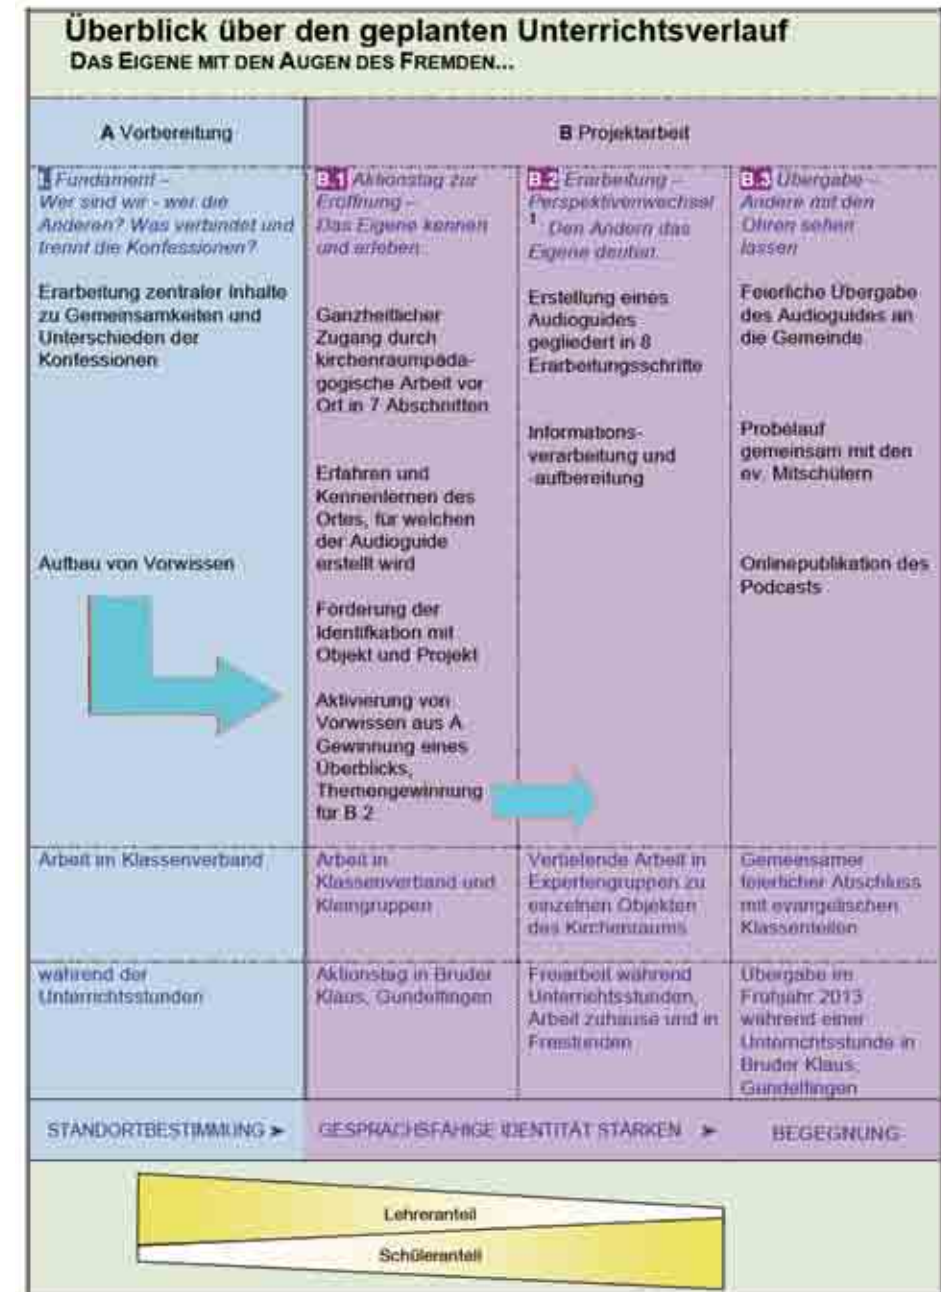 Überblick über den geplanten Unterrichtsverlauf
DAS EIGENE MIT DEN AUGEN DES FREMDEN...
A Vorbereitung
B Projektarbeit
Fundament –
Wer sind wir - wer die
Anderen? Was verbindet und
trennt die Konfessionen?
Erarbeitung zentraler Inhalte
zu Gemeinsamkeiten und
Unterschieden der
Konfessionen
Aufbau von Vorwissen
Arbeit im Klassenverband
während der
Unterrichtsstunden
B.1 Aktionstag zur
Eröffnung –
Das Eigene kennen
und erleben...
Ganzheitlicher
Zugang durch
kirchenraumpäda-
gogische Arbeit vor
Ort in 7 Abschnitten
Erfahren und
Kennenlernen des
Ortes, für welchen
der Audioguide
erstellt wird
Förderung der
Identifkation mit
Objekt und Projekt
Aktivierung von
Vorwissen aus A
Gewinnung eines
Überblicks,
Themengewinnung
für B.2
Arbeit in
Klassenverband und
Kleingruppen
Aktionstag in Bruder
Klaus, Gundelfingen
B.2 Erarbeitung –
Perspektivenwechsel
1 : Den Andern das
Eigene deuten...
Erstellung eines
Audioguides
gegliedert in 8
Erarbeitungsschritte
Informations-
verarbeitung und
-aufbereitung
Vertiefende Arbeit in
Expertengruppen zu
einzelnen Objekten
des Kirchenraums
Freiarbeit während
Unterrichtsstunden,
Arbeit zuhause und in
Freistunden
B.3 Übergabe –
Andere mit den
Ohren sehen
lassen
Feierliche Übergabe
des Audioguides an
die Gemeinde
Probelauf
gemeinsam mit den
ev. Mitschülern
Onlinepublikation des
Podcasts
Gemeinsamer
feierlicher Abschluss
mit evangelischen
Klassenteilen
Übergabe im
Frühjahr 2013
während einer
Unterrichtsstunde in
Bruder Klaus,
Gundelfingen
STANDORTBESTIMMUNG ➤
GESPRÄCHSFÄHIGE IDENTITÄT STÄRKEN ➤
BEGEGNUNG
Lehreranteil
Schüleranteil